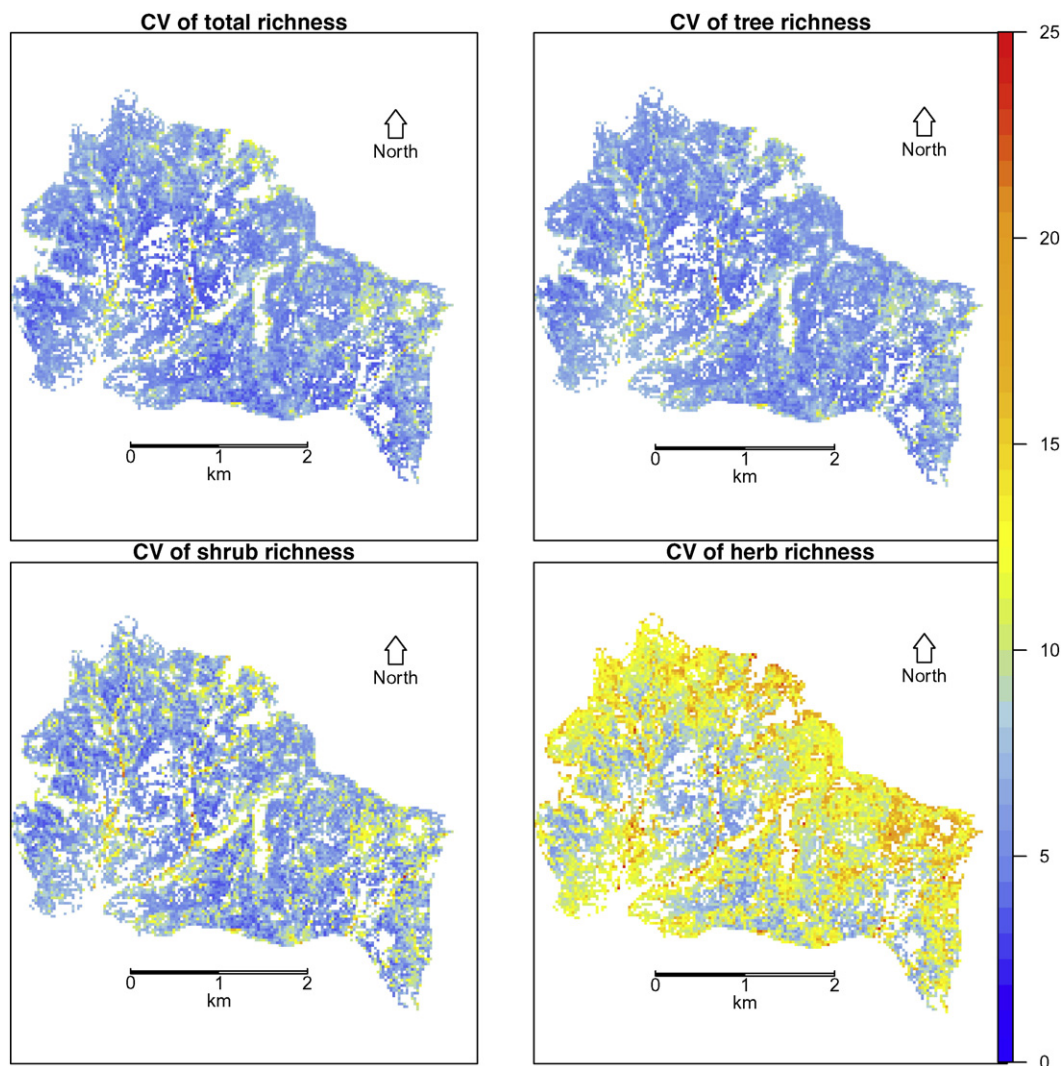 CV of total richness
North
0 1 2
km
CV of tree richness
North
0 1 2
km
CV of shrub richness
North
0 1 2
km
CV of herb richness
North
0 1 2
km
25
20
15
10
5
0